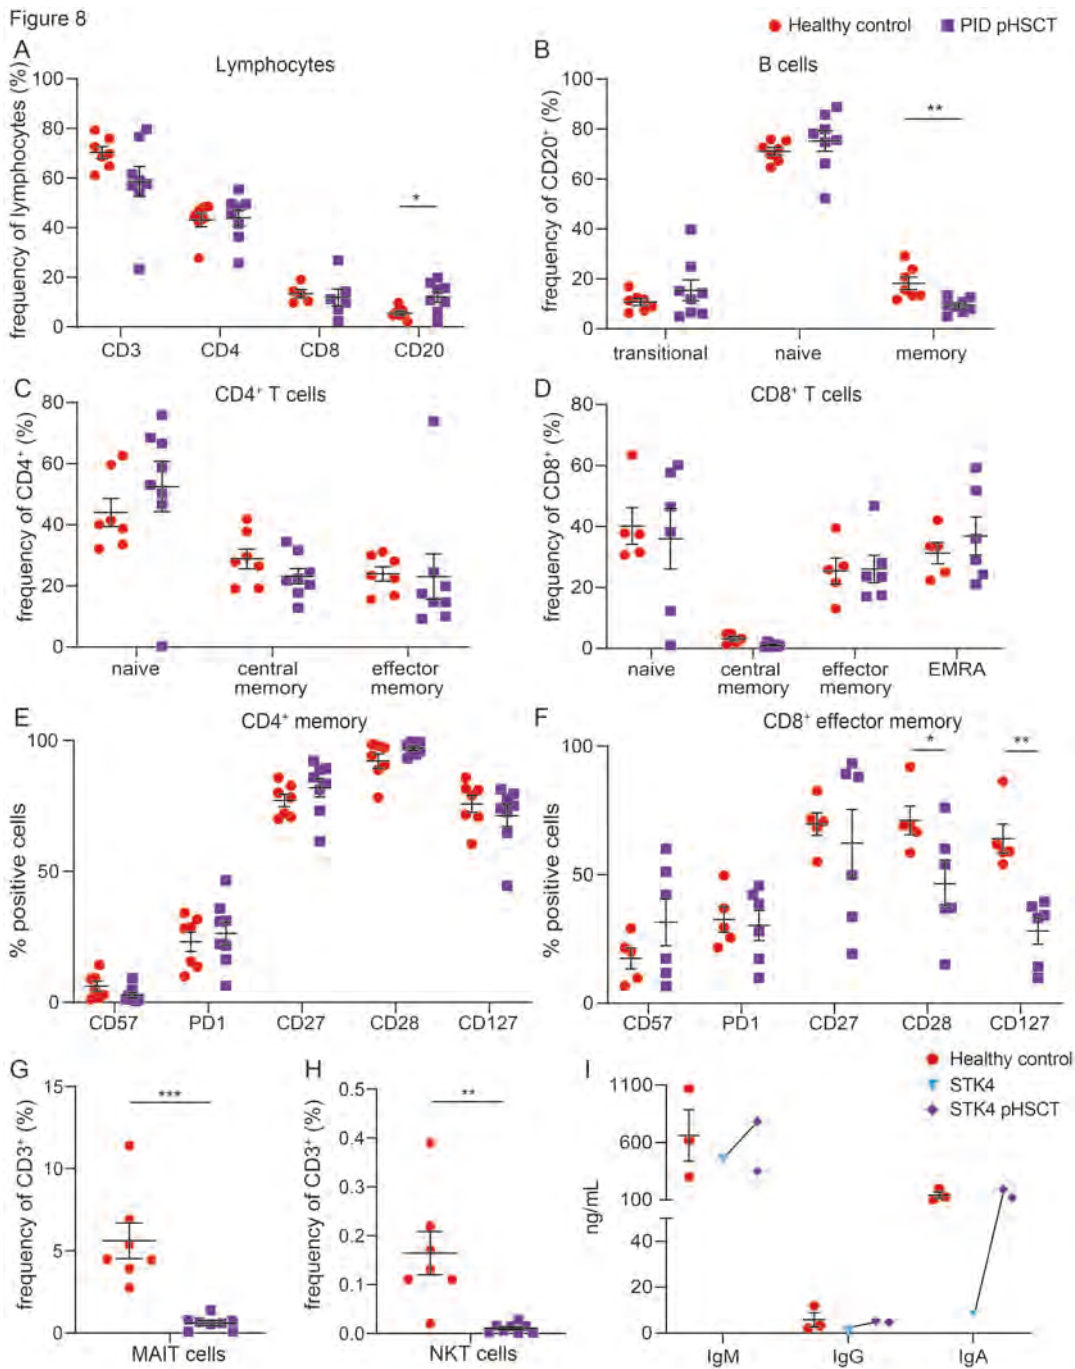 Figure 8
Healthy control PID pHSCT
A
Lymphocytes
frequency of lymphocytes (%)
100
80
60
40
20
0
*
CD3 CD4 CD8 CD20
B
B cells
frequency of CD20⁺ (%)
100
80
60
40
20
0
**
transitional naive memory
C
CD4⁺ T cells
frequency of CD4⁺ (%)
80
60
40
20
0
naive central memory effector memory
D
CD8⁺ T cells
frequency of CD8⁺ (%)
80
60
40
20
0
naive central memory effector memory EMRA
E
CD4⁺ memory
% positive cells
100
50
0
CD57 PD1 CD27 CD28 CD127
F
CD8⁺ effector memory
% positive cells
100
50
0
* **
CD57 PD1 CD27 CD28 CD127
G
frequency of CD3⁺ (%)
15
10
5
0
***
MAIT cells
H
frequency of CD3⁺ (%)
0.5
0.4
0.3
0.2
0.1
0.0
**
NKT cells
I
Healthy control
STK4
STK4 pHSCT
ng/mL
1100
600
100
40
20
0
IgM IgG IgA